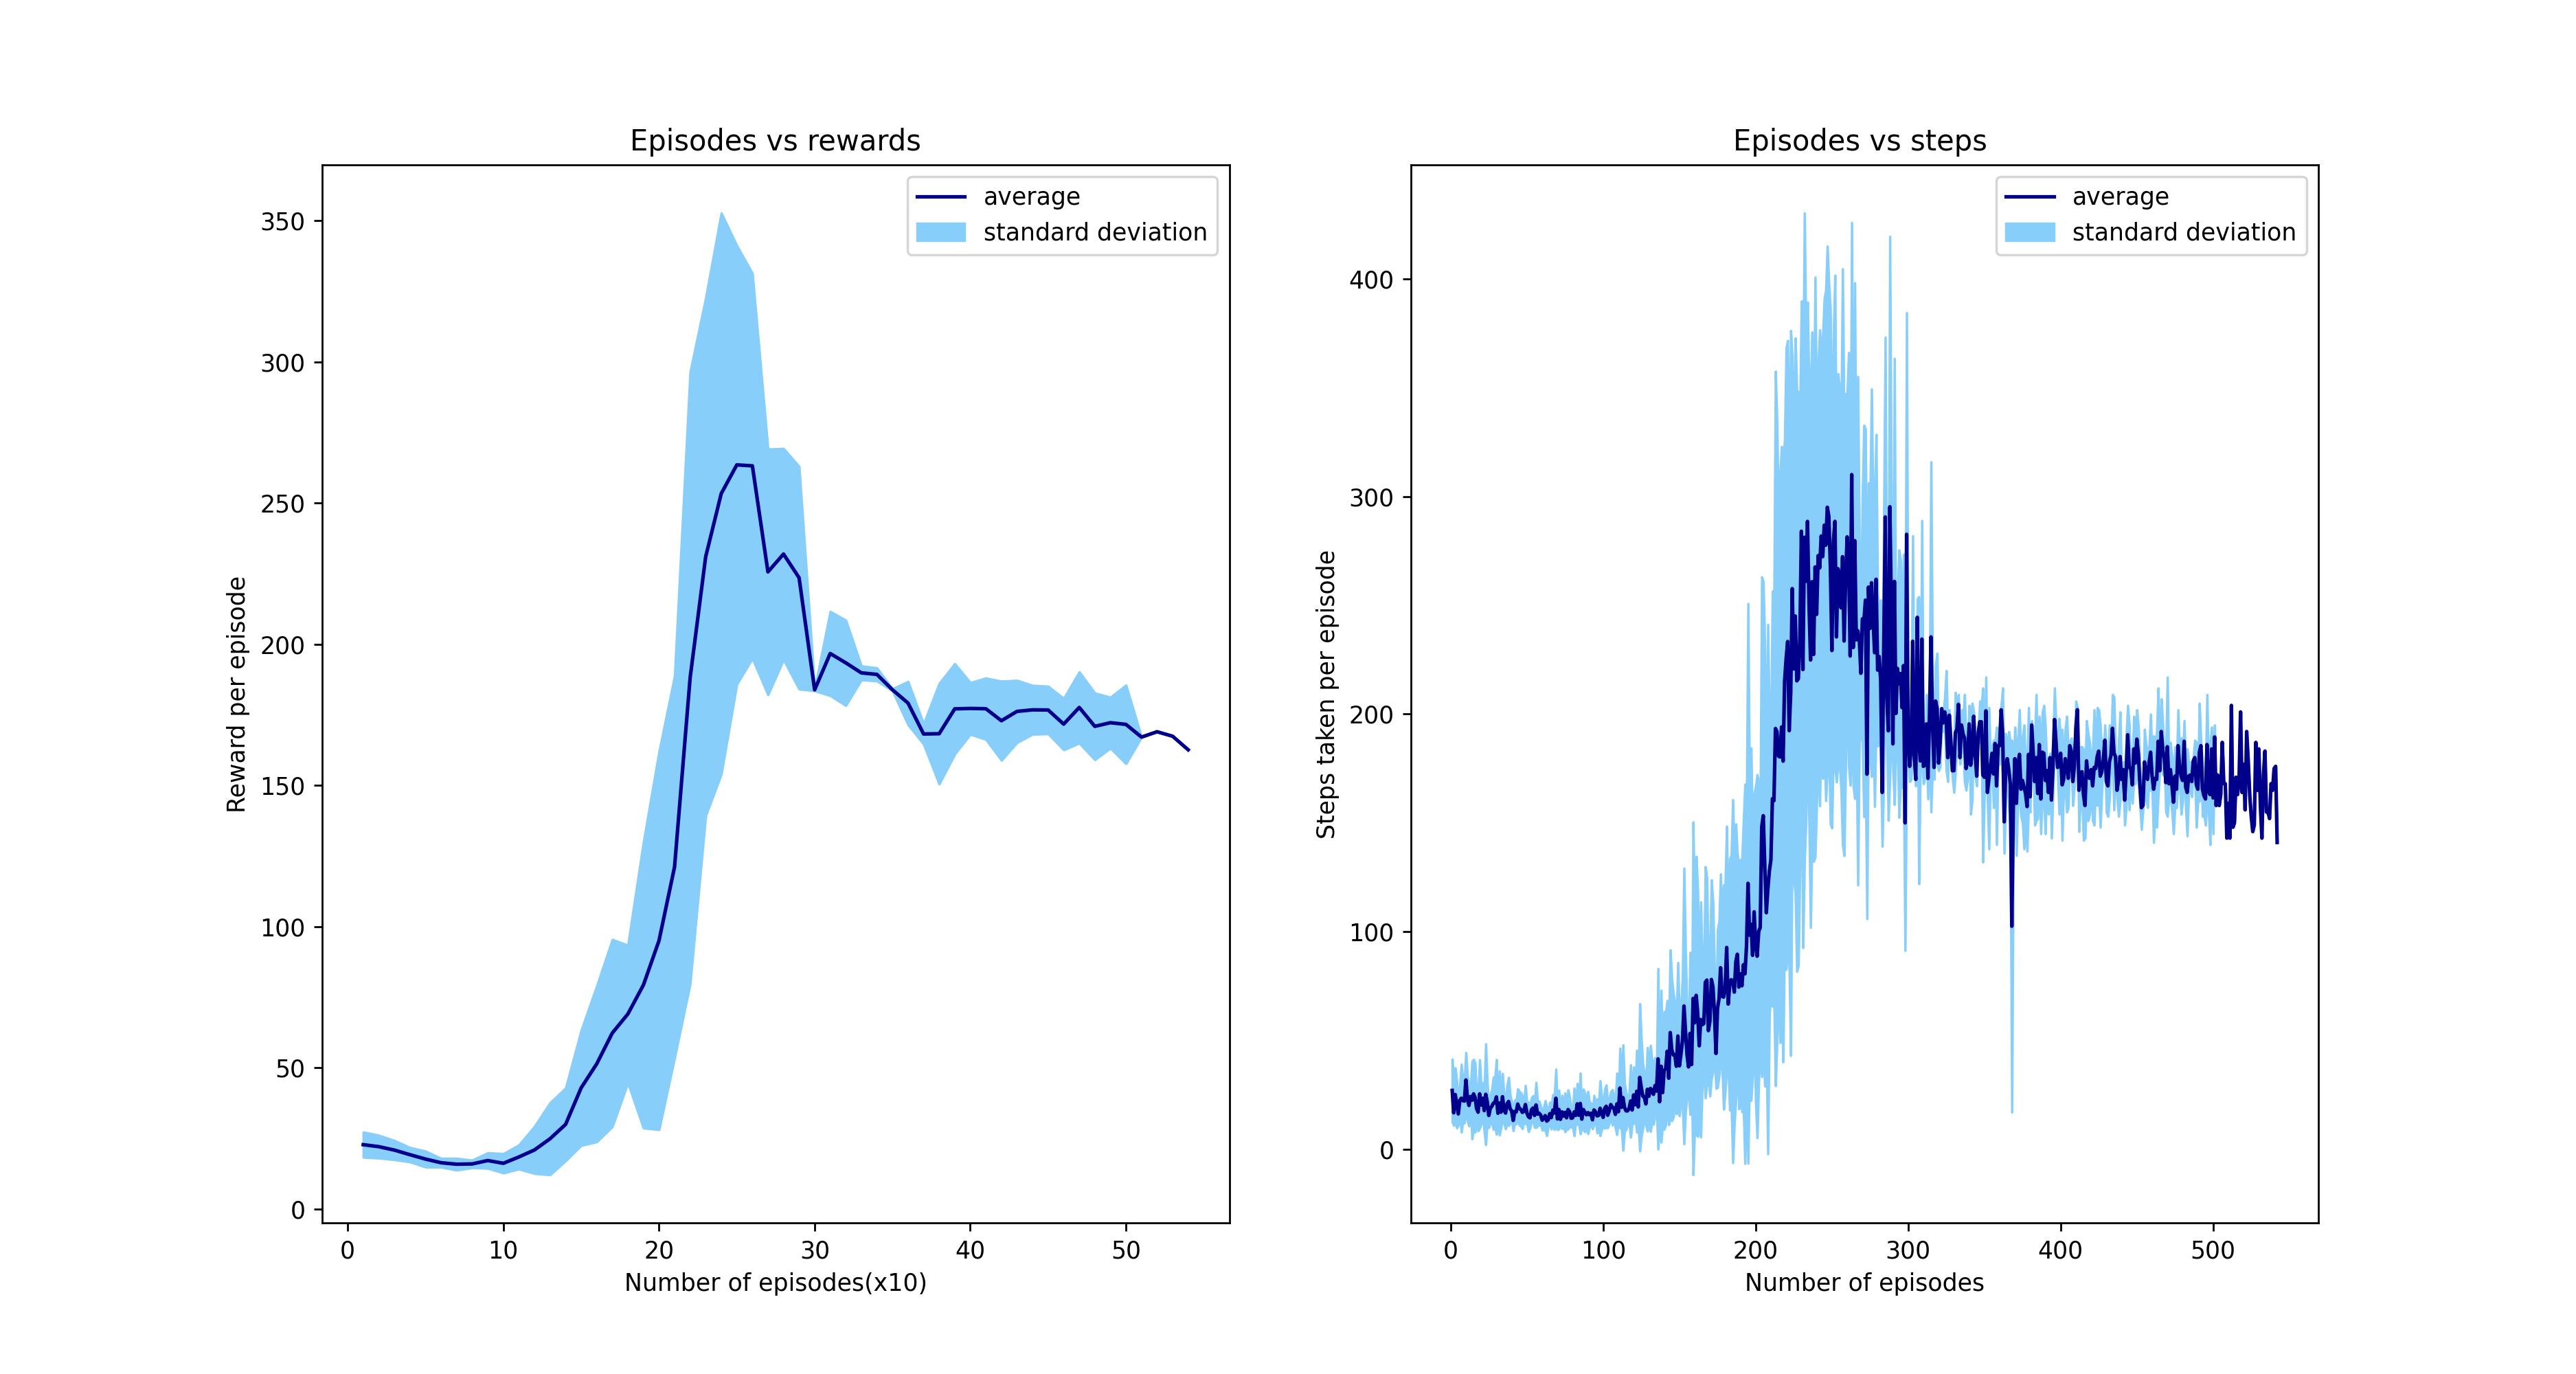 Episodes vs rewards
average
standard deviation
350
300
250
200
150
100
50
0
Reward per episode
0 10 20 30 40 50
Number of episodes(x10)
Episodes vs steps
average
standard deviation
400
300
200
100
0
Steps taken per episode
0 100 200 300 400 500
Number of episodes